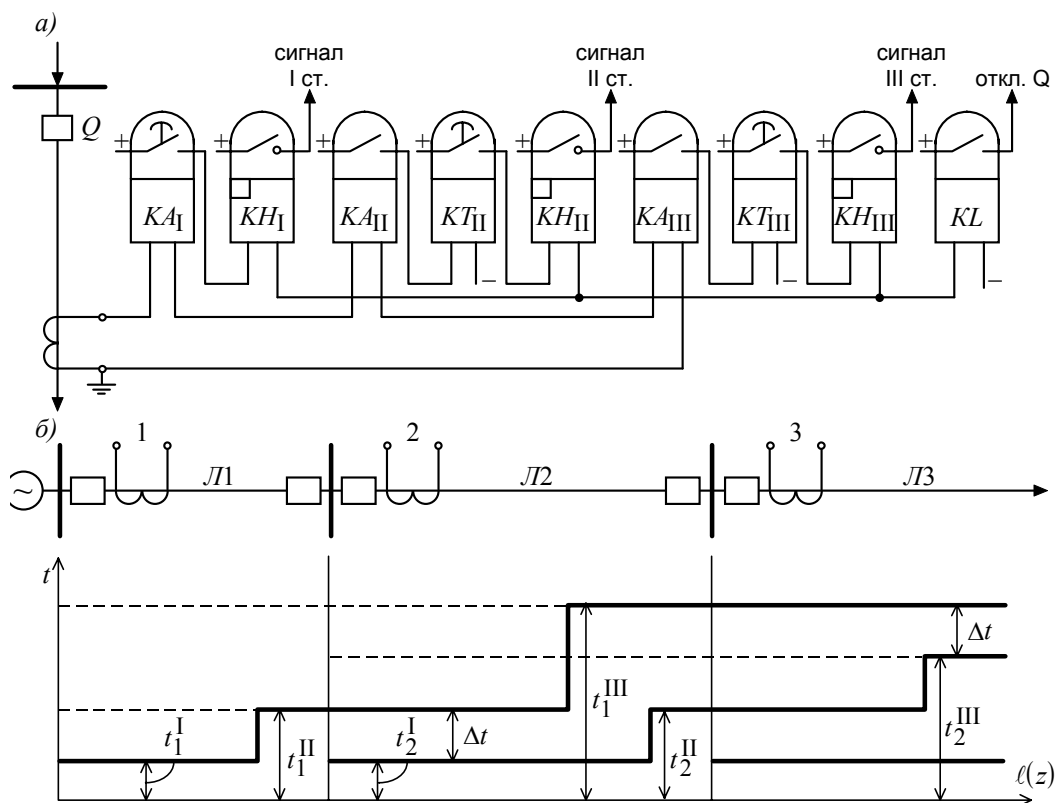 а)
сигнал I ст.
сигнал II ст.
сигнал III ст.
откл. Q
Q
+ + + + + + + + +
KA_I KH_I KA_II KT_II KH_II KA_III KT_III KH_III KL
– – –
б)
1 2 3
~ Л1 Л2 Л3
t
Δt
t_1^III
t_1^I t_1^II t_2^I Δt t_2^II t_2^III
ℓ(z)